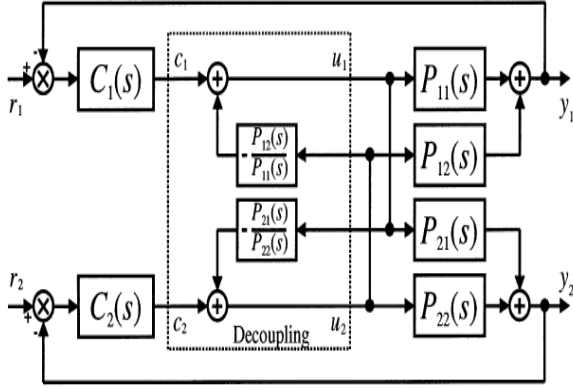 r₁ + - C₁(s) c₁ + u₁ P₁₁(s) + y₁
- P₁₂(s)/P₁₁(s) P₁₂(s)
- P₂₁(s)/P₂₂(s) P₂₁(s)
r₂ + - C₂(s) c₂ + u₂ P₂₂(s) + y₂
Decoupling